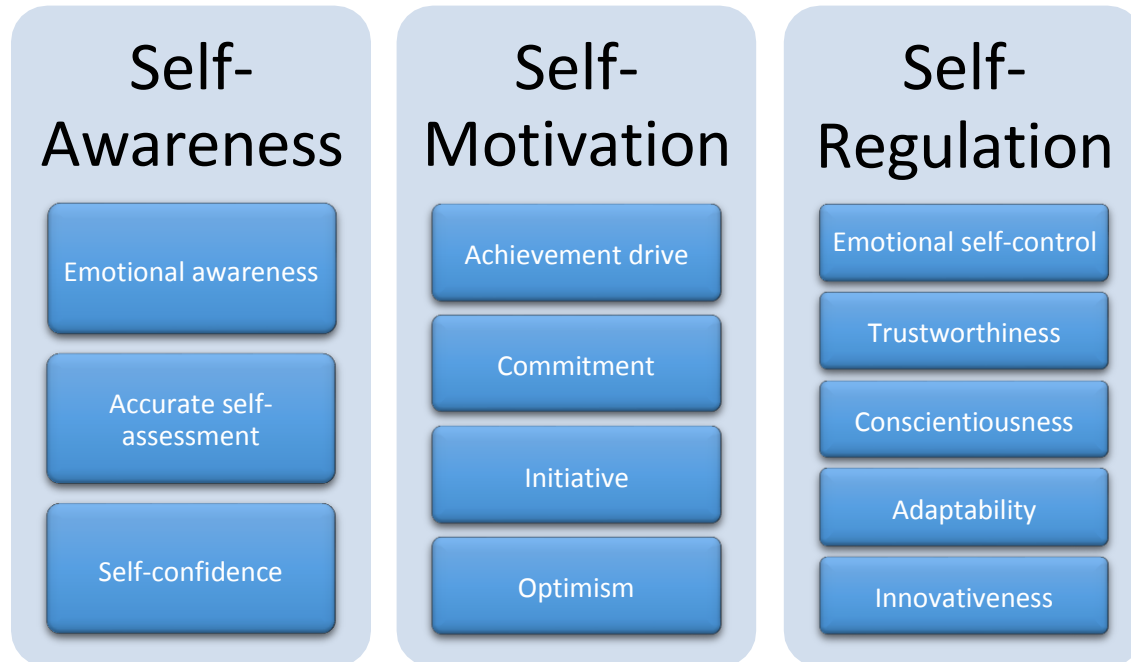 Self-
Awareness
Emotional awareness
Accurate self-
assessment
Self-confidence
Self-
Motivation
Achievement drive
Commitment
Initiative
Optimism
Self-
Regulation
Emotional self-control
Trustworthiness
Conscientiousness
Adaptability
Innovativeness